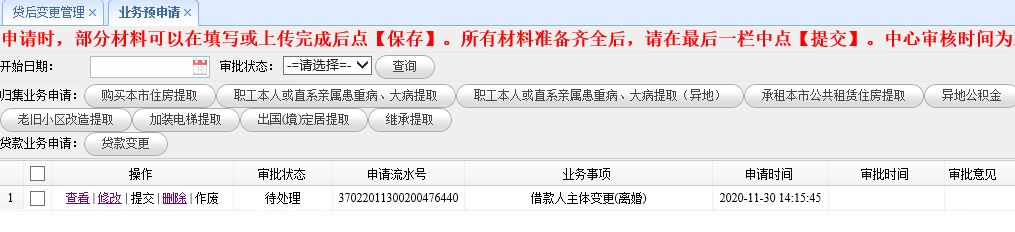 贷后变更管理 业务预申请
申请时，部分材料可以在填写或上传完成后点【保存】。所有材料准备齐全后，请在最后一栏中点【提交】。中心审核时间为
开始日期： 审批状态： -=请选择=- 查询
归集业务申请： 购买本市住房提取 职工本人或直系亲属患重病、大病提取 职工本人或直系亲属患重病、大病提取（异地） 承租本市公共租赁住房提取 异地公积金
老旧小区改造提取 加装电梯提取 出国(境)定居提取 继承提取
贷款业务申请： 贷款变更
操作 审批状态 申请流水号 业务事项 申请时间 审批时间 审批意见
1 查看 | 修改 | 提交 | 删除 | 作废 待处理 37022011300200476440 借款人主体变更(离婚) 2020-11-30 14:15:45